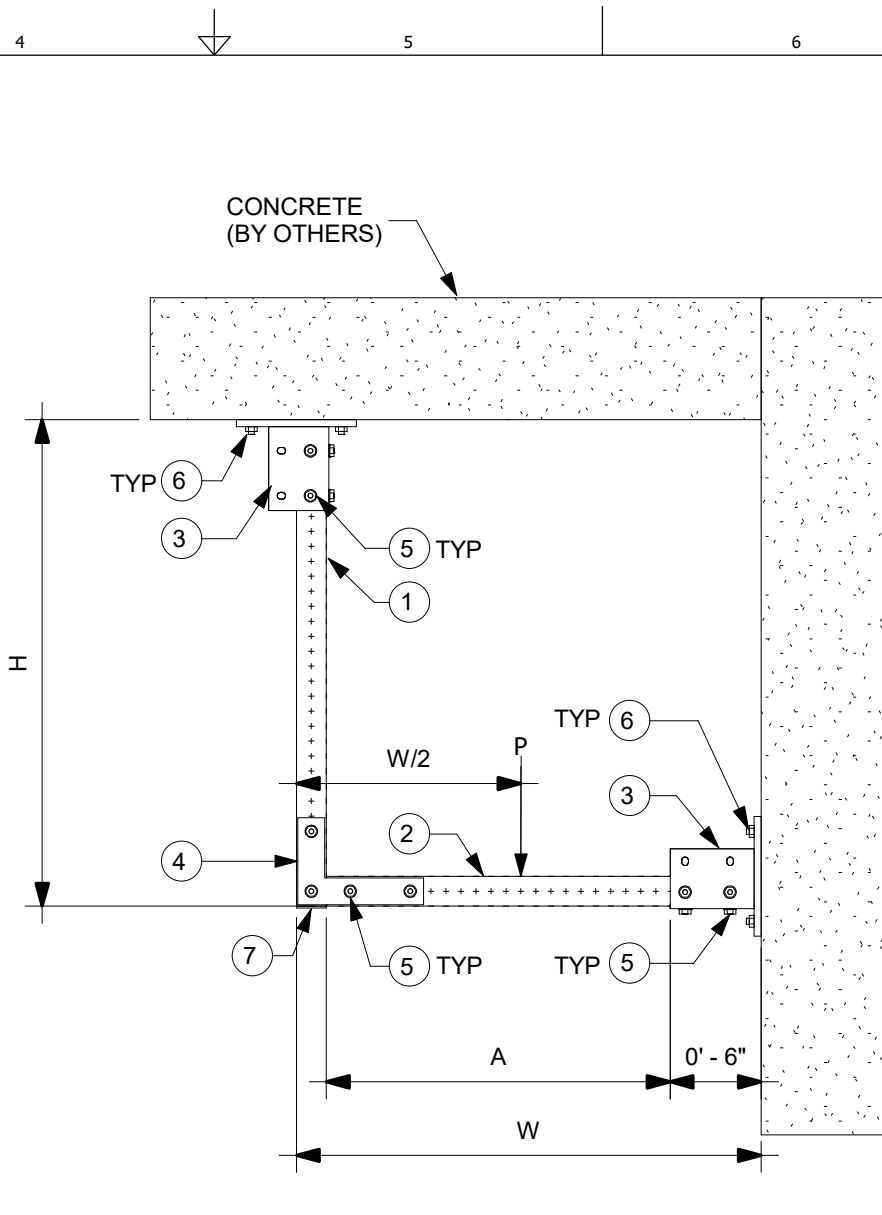 4 5 6
CONCRETE
(BY OTHERS)
TYP 6
3
5 TYP
1
H
TYP 6
W/2 P
3
2
4
7
5 TYP
TYP 5
A 0' - 6"
W